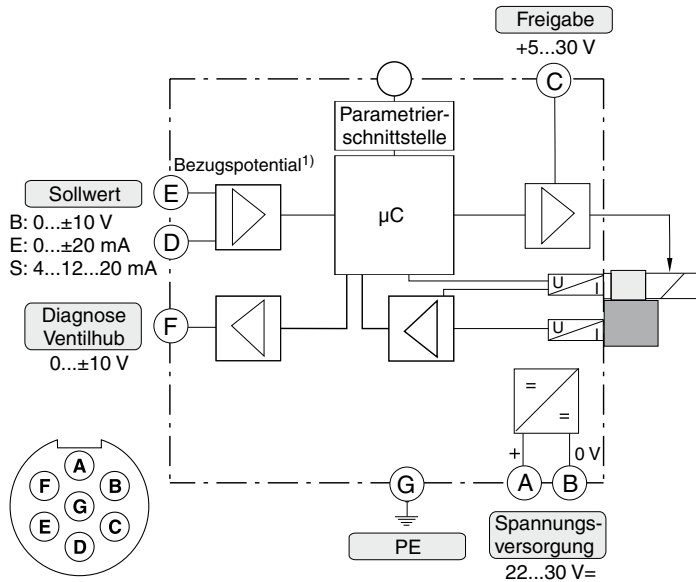 Freigabe
+5...30 V
C
Parametrier-
schnittstelle
Bezugspotential1)
Sollwert
E
D
B: 0...±10 V
E: 0...±20 mA
S: 4...12...20 mA
µC
U
I
Diagnose
Ventilhub
F
0...±10 V
U
I
=
=
+
0 V
A
B
G
PE
Spannungs-
versorgung
22...30 V=
A
F
B
G
E
C
D